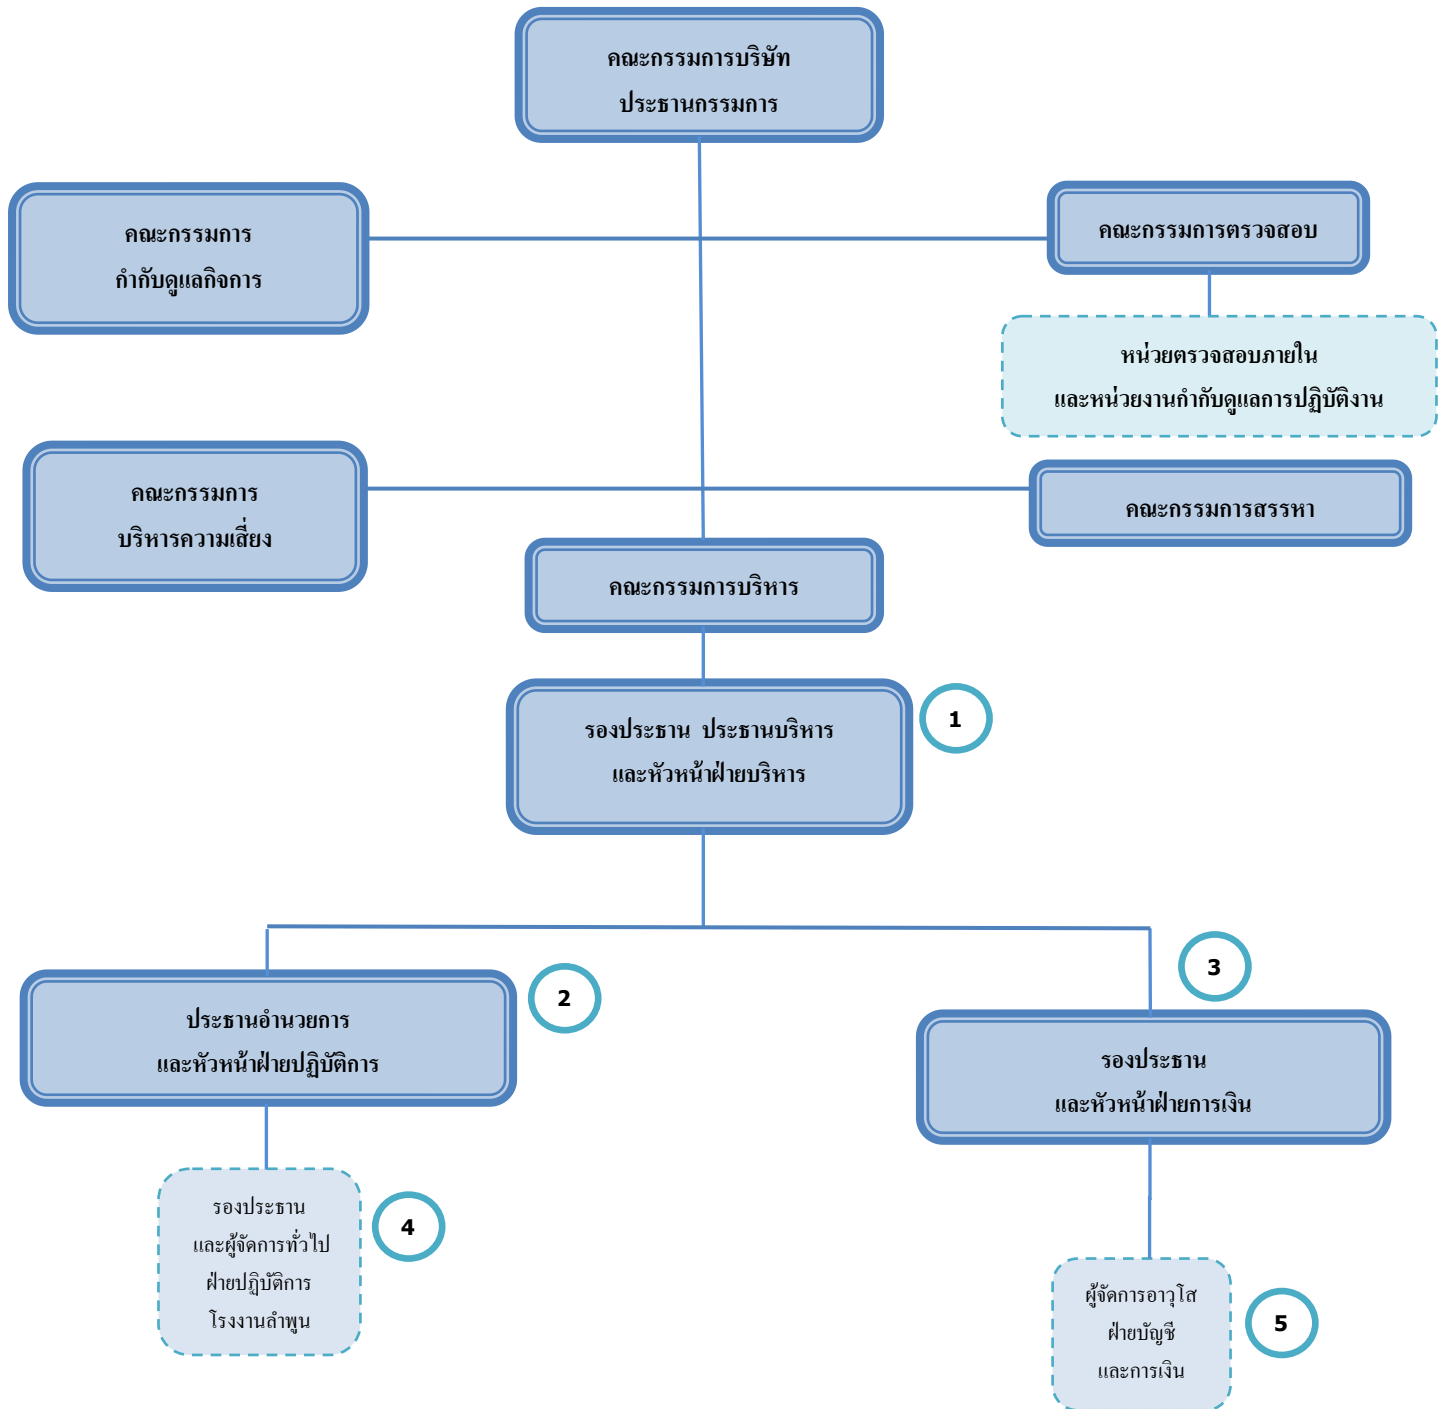 คณะกรรมการบริษัท
ประธานกรรมการ
คณะกรรมการ
กำกับดูแลกิจการ
คณะกรรมการตรวจสอบ
หน่วยตรวจสอบภายใน
และหน่วยงานกำกับดูแลการปฏิบัติงาน
คณะกรรมการ
บริหารความเสี่ยง
คณะกรรมการสรรหา
คณะกรรมการบริหาร
รองประธาน ประธานบริหาร
และหัวหน้าฝ่ายบริหาร
1
ประธานอำนวยการ
และหัวหน้าฝ่ายปฏิบัติการ
2
3
รองประธาน
และหัวหน้าฝ่ายการเงิน
รองประธาน
และผู้จัดการทั่วไป
ฝ่ายปฏิบัติการ
โรงงานลำพูน
4
ผู้จัดการอาวุโส
ฝ่ายบัญชี
และการเงิน
5